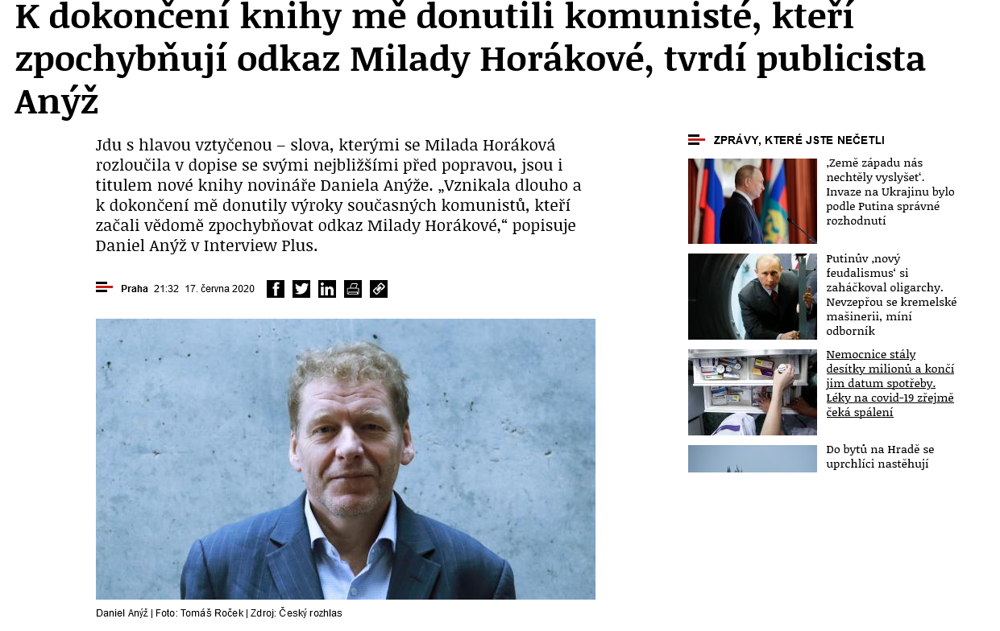 K dokončení knihy mě donutili komunisté, kteří
zpochybňují odkaz Milady Horákové, tvrdí publicista
Anýž
Jdu s hlavou vztyčenou – slova, kterými se Milada Horáková
rozloučila v dopise se svými nejbližšími před popravou, jsou i
titulem nové knihy novináře Daniela Anýže. „Vznikala dlouho a
k dokončení mě donutily výroky současných komunistů, kteří
začali vědomě zpochybňovat odkaz Milady Horákové,“ popisuje
Daniel Anýž v Interview Plus.
Praha 21:32 17. června 2020
Daniel Anýž | Foto: Tomáš Roček | Zdroj: Český rozhlas
ZPRÁVY, KTERÉ JSTE NEČETLI
‚Země západu nás
nechtěly vyslyšet‘.
Invaze na Ukrajinu bylo
podle Putina správné
rozhodnutí
Putinův ‚nový
feudalismus‘ si
zaháčkoval oligarchy.
Nevzepřou se kremelské
mašinerii, míní
odborník
Nemocnice stály
desítky milionů a končí
jim datum spotřeby.
Léky na covid-19 zřejmě
čeká spálení
Do bytů na Hradě se
uprchlíci nastěhují